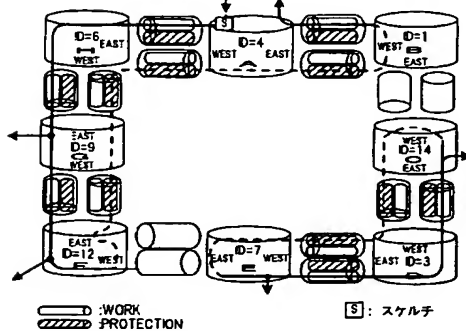 S
ID=6
EAST
WEST
WEST
ID=4
EAST
ID=1
WEST
EAST
EAST
ID=9
WEST
WEST
ID=14
EAST
EAST
ID=12
WEST
ID=7
EAST
WEST
WEST
EAST
ID=3
:WORK
:PROTECTION
S : スケルチ